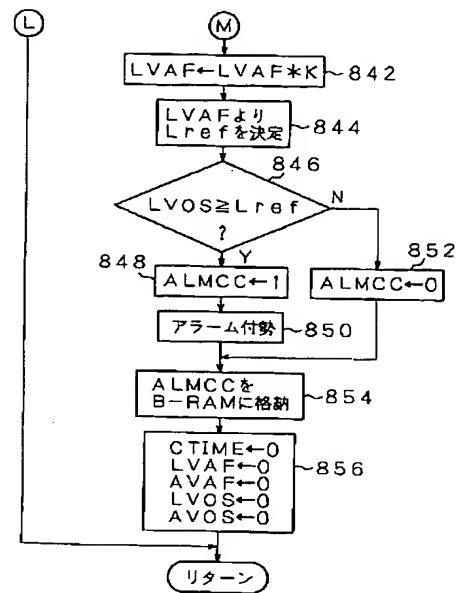 L
M
LVAF←LVAF*K
842
LVAFより
Lrefを決定
844
846
LVOS≧Lref
?
N
Y
848
ALMCC←1
852
ALMCC←0
アラーム付勢
850
ALMCCを
B-RAMに格納
854
CTIME←0
LVAF←0
AVAF←0
LVOS←0
AVOS←0
856
リターン